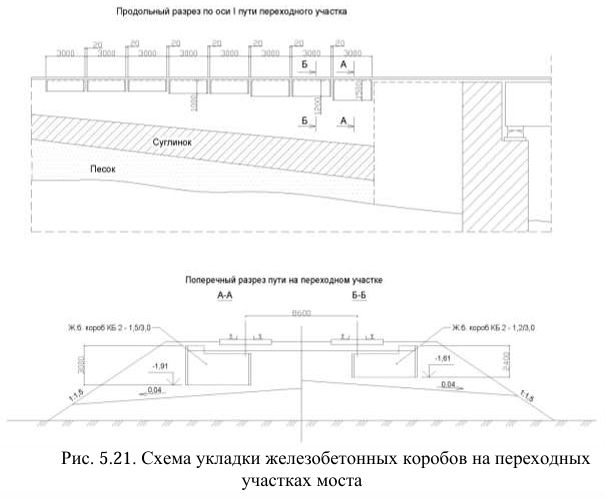 Продольный разрез по оси I пути переходного участка
20 20 20 20 20 20 20
3000 3000 3000 3000 3000 3000 3000 3000
Б А
1000 1200 1500
Б А
Суглинок
Песок
Поперечный разрез пути на переходном участке
А-А Б-Б
8600
Ж.б. короб КБ 2 - 1,5/3,0 Ж.б. короб КБ 2 - 1,2/3,0
3000 -1,91 -1,61 2400
1:1,5 0,04 0,04 1:1,5
Рис. 5.21. Схема укладки железобетонных коробов на переходных
участках моста